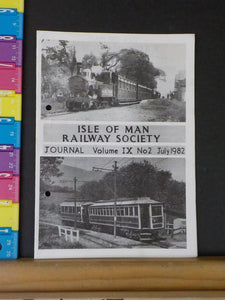 ISLE OF MAN
RAILWAY SOCIETY
JOURNAL Volume IX No2 July 1982